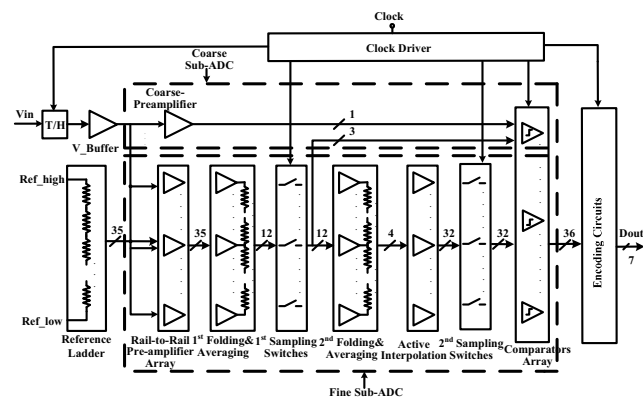 Clock
Clock Driver
Coarse
Sub-ADC
Coarse-
Preamplifier
Vin
T/H
V_Buffer
1
3
Ref_high
35
35
12
12
4
32
32
36
Encoding Circuits
Dout
7
Ref_low
Reference
Ladder
Rail-to-Rail
Pre-amplifier
Array
1st Folding&
Averaging
1st Sampling
Switches
2nd Folding&
Averaging
Active
Interpolation
2nd Sampling
Switches
Comparators
Array
Fine Sub-ADC